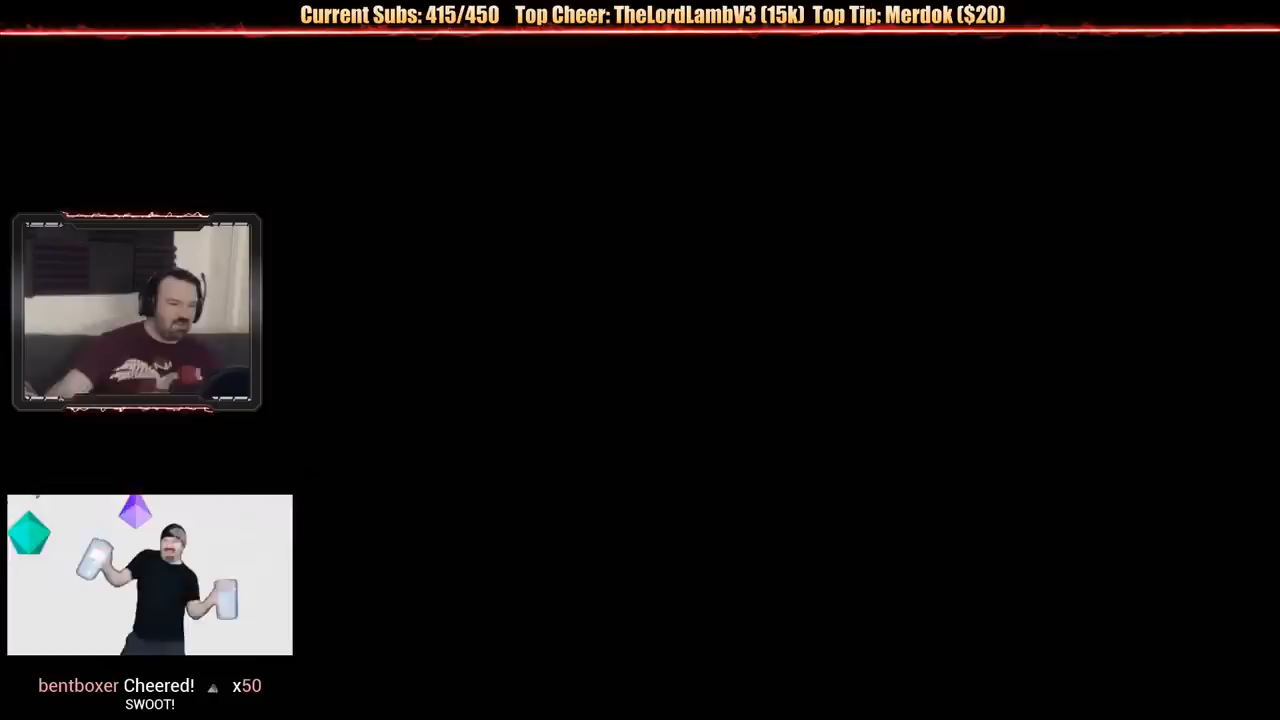 Current Subs: 415/450 Top Cheer: TheLordLambV3 (15k) Top Tip: Merdok ($20)
bentboxer Cheered! x50
SWOOT!